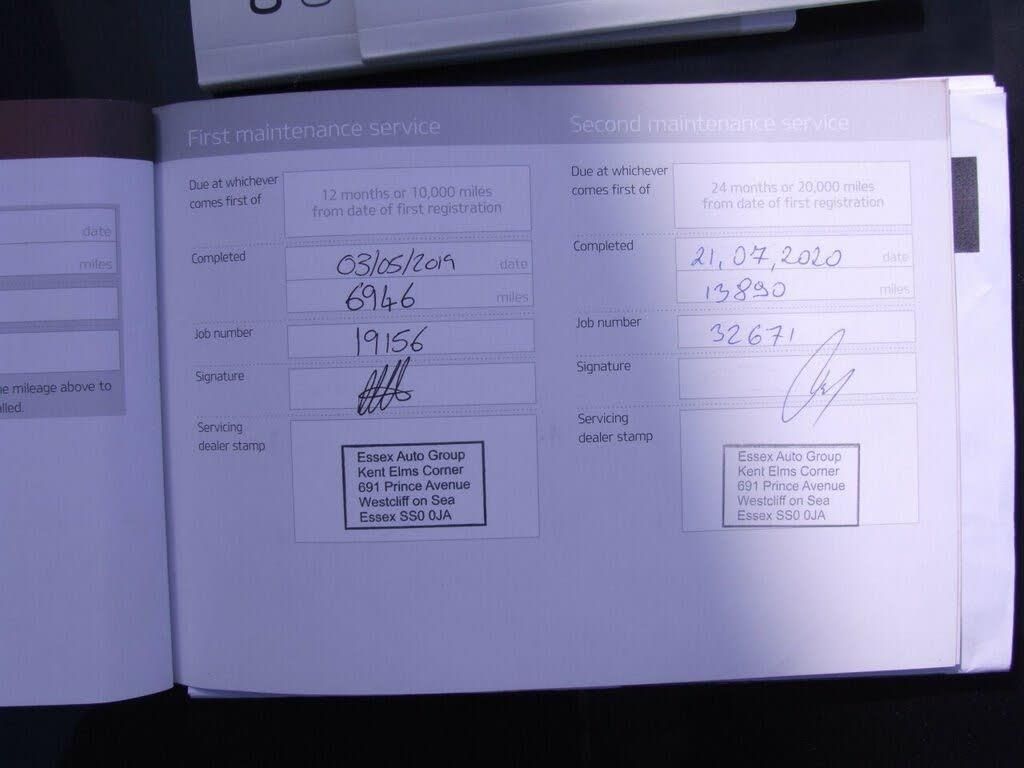 date
miles
e mileage above to
lled.
First maintenance service
Due at whichever
comes first of
12 months or 10,000 miles
from date of first registration
Completed
03/05/2019 date
6946 miles
Job number
19156
Signature
Servicing
dealer stamp
Essex Auto Group
Kent Elms Corner
691 Prince Avenue
Westcliff on Sea
Essex SS0 0JA
Second maintenance service
Due at whichever
comes first of
24 months or 20,000 miles
from date of first registration
Completed
21,07,2020 date
13890 miles
Job number
32671
Signature
Servicing
dealer stamp
Essex Auto Group
Kent Elms Corner
691 Prince Avenue
Westcliff on Sea
Essex SS0 0JA